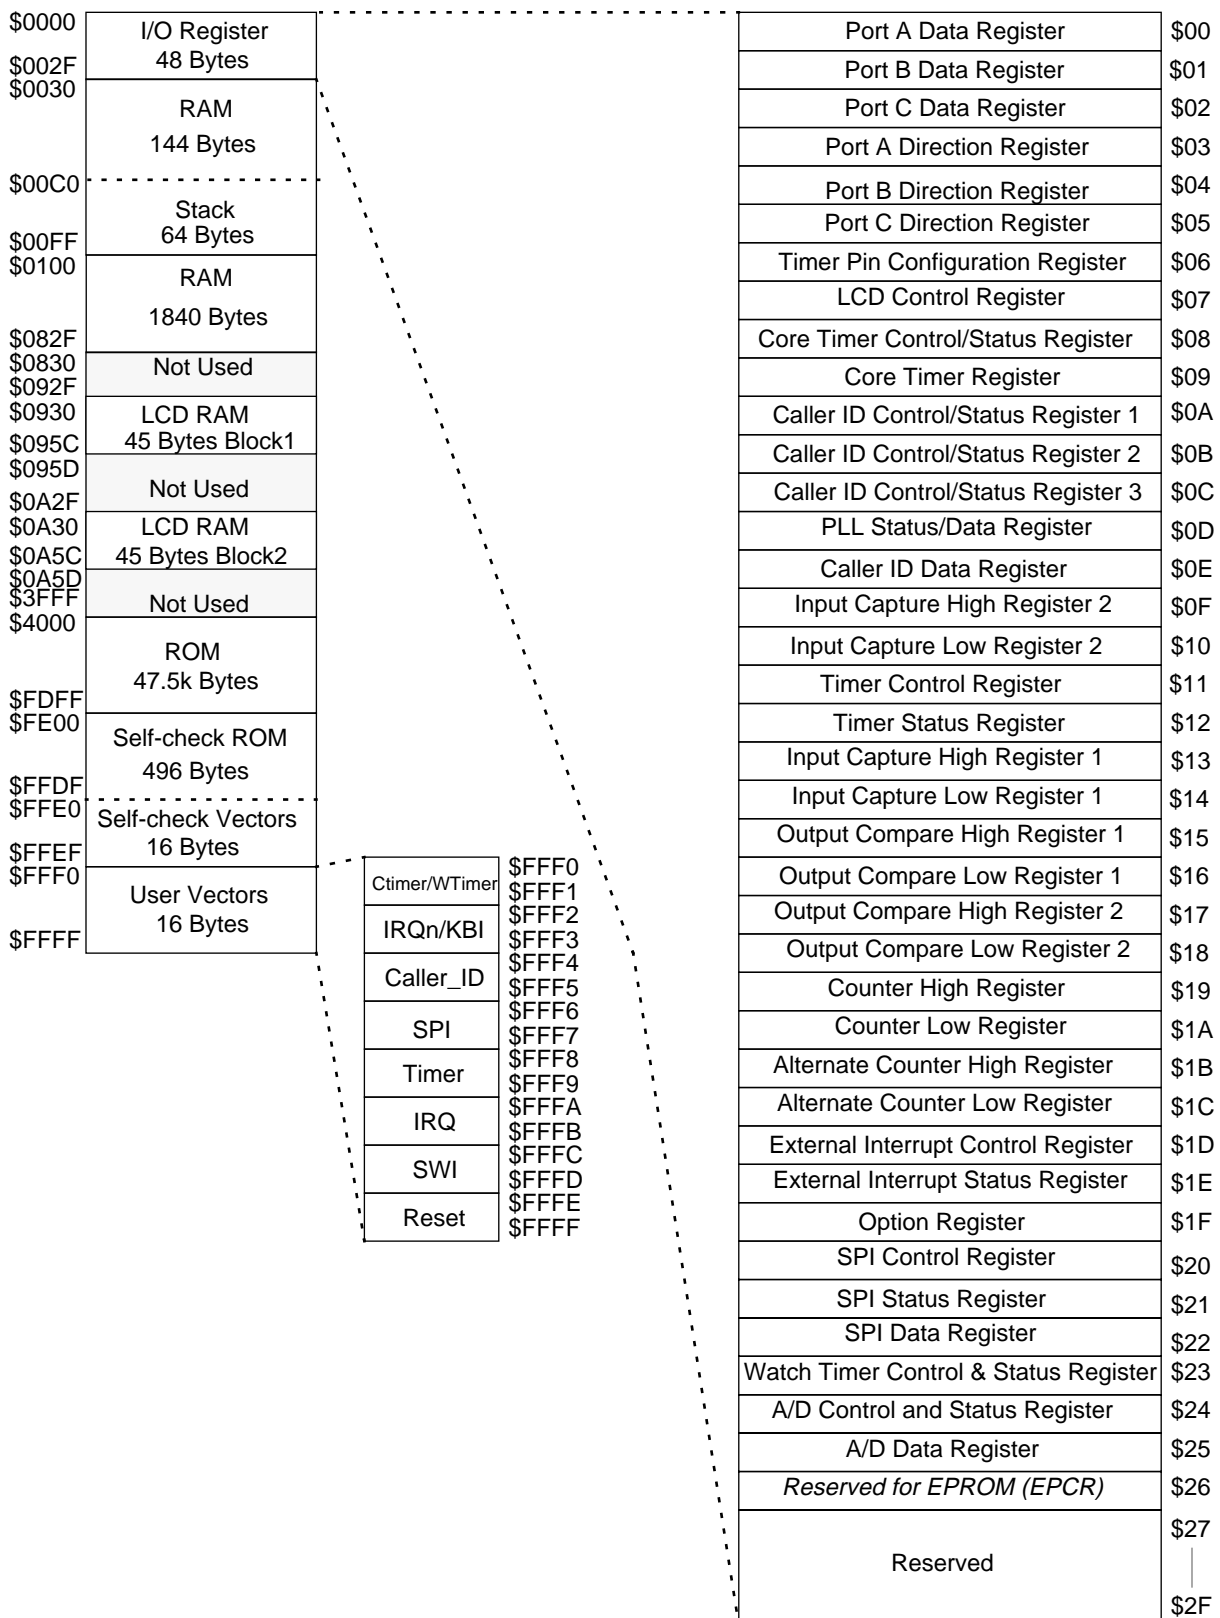 $0000
I/O Register
48 Bytes
$002F
$0030
RAM
144 Bytes
$00C0
Stack
64 Bytes
$00FF
$0100
RAM
1840 Bytes
$082F
$0830
Not Used
$092F
$0930
LCD RAM
45 Bytes Block1
$095C
$095D
Not Used
$0A2F
$0A30
LCD RAM
45 Bytes Block2
$0A5C
$0A5D
$3FFF
Not Used
$4000
ROM
47.5k Bytes
$FDFF
$FE00
Self-check ROM
496 Bytes
$FFDF
$FFE0
Self-check Vectors
16 Bytes
$FFEF
$FFF0
User Vectors
16 Bytes
$FFFF
Ctimer/WTimer
$FFF0
$FFF1
IRQn/KBI
$FFF2
$FFF3
Caller_ID
$FFF4
$FFF5
SPI
$FFF6
$FFF7
Timer
$FFF8
$FFF9
IRQ
$FFFA
$FFFB
SWI
$FFFC
$FFFD
Reset
$FFFE
$FFFF
Port A Data Register $00
Port B Data Register $01
Port C Data Register $02
Port A Direction Register $03
Port B Direction Register $04
Port C Direction Register $05
Timer Pin Configuration Register $06
LCD Control Register $07
Core Timer Control/Status Register $08
Core Timer Register $09
Caller ID Control/Status Register 1 $0A
Caller ID Control/Status Register 2 $0B
Caller ID Control/Status Register 3 $0C
PLL Status/Data Register $0D
Caller ID Data Register $0E
Input Capture High Register 2 $0F
Input Capture Low Register 2 $10
Timer Control Register $11
Timer Status Register $12
Input Capture High Register 1 $13
Input Capture Low Register 1 $14
Output Compare High Register 1 $15
Output Compare Low Register 1 $16
Output Compare High Register 2 $17
Output Compare Low Register 2 $18
Counter High Register $19
Counter Low Register $1A
Alternate Counter High Register $1B
Alternate Counter Low Register $1C
External Interrupt Control Register $1D
External Interrupt Status Register $1E
Option Register $1F
SPI Control Register $20
SPI Status Register $21
SPI Data Register $22
Watch Timer Control & Status Register $23
A/D Control and Status Register $24
A/D Data Register $25
Reserved for EPROM (EPCR) $26
$27
Reserved
$2F